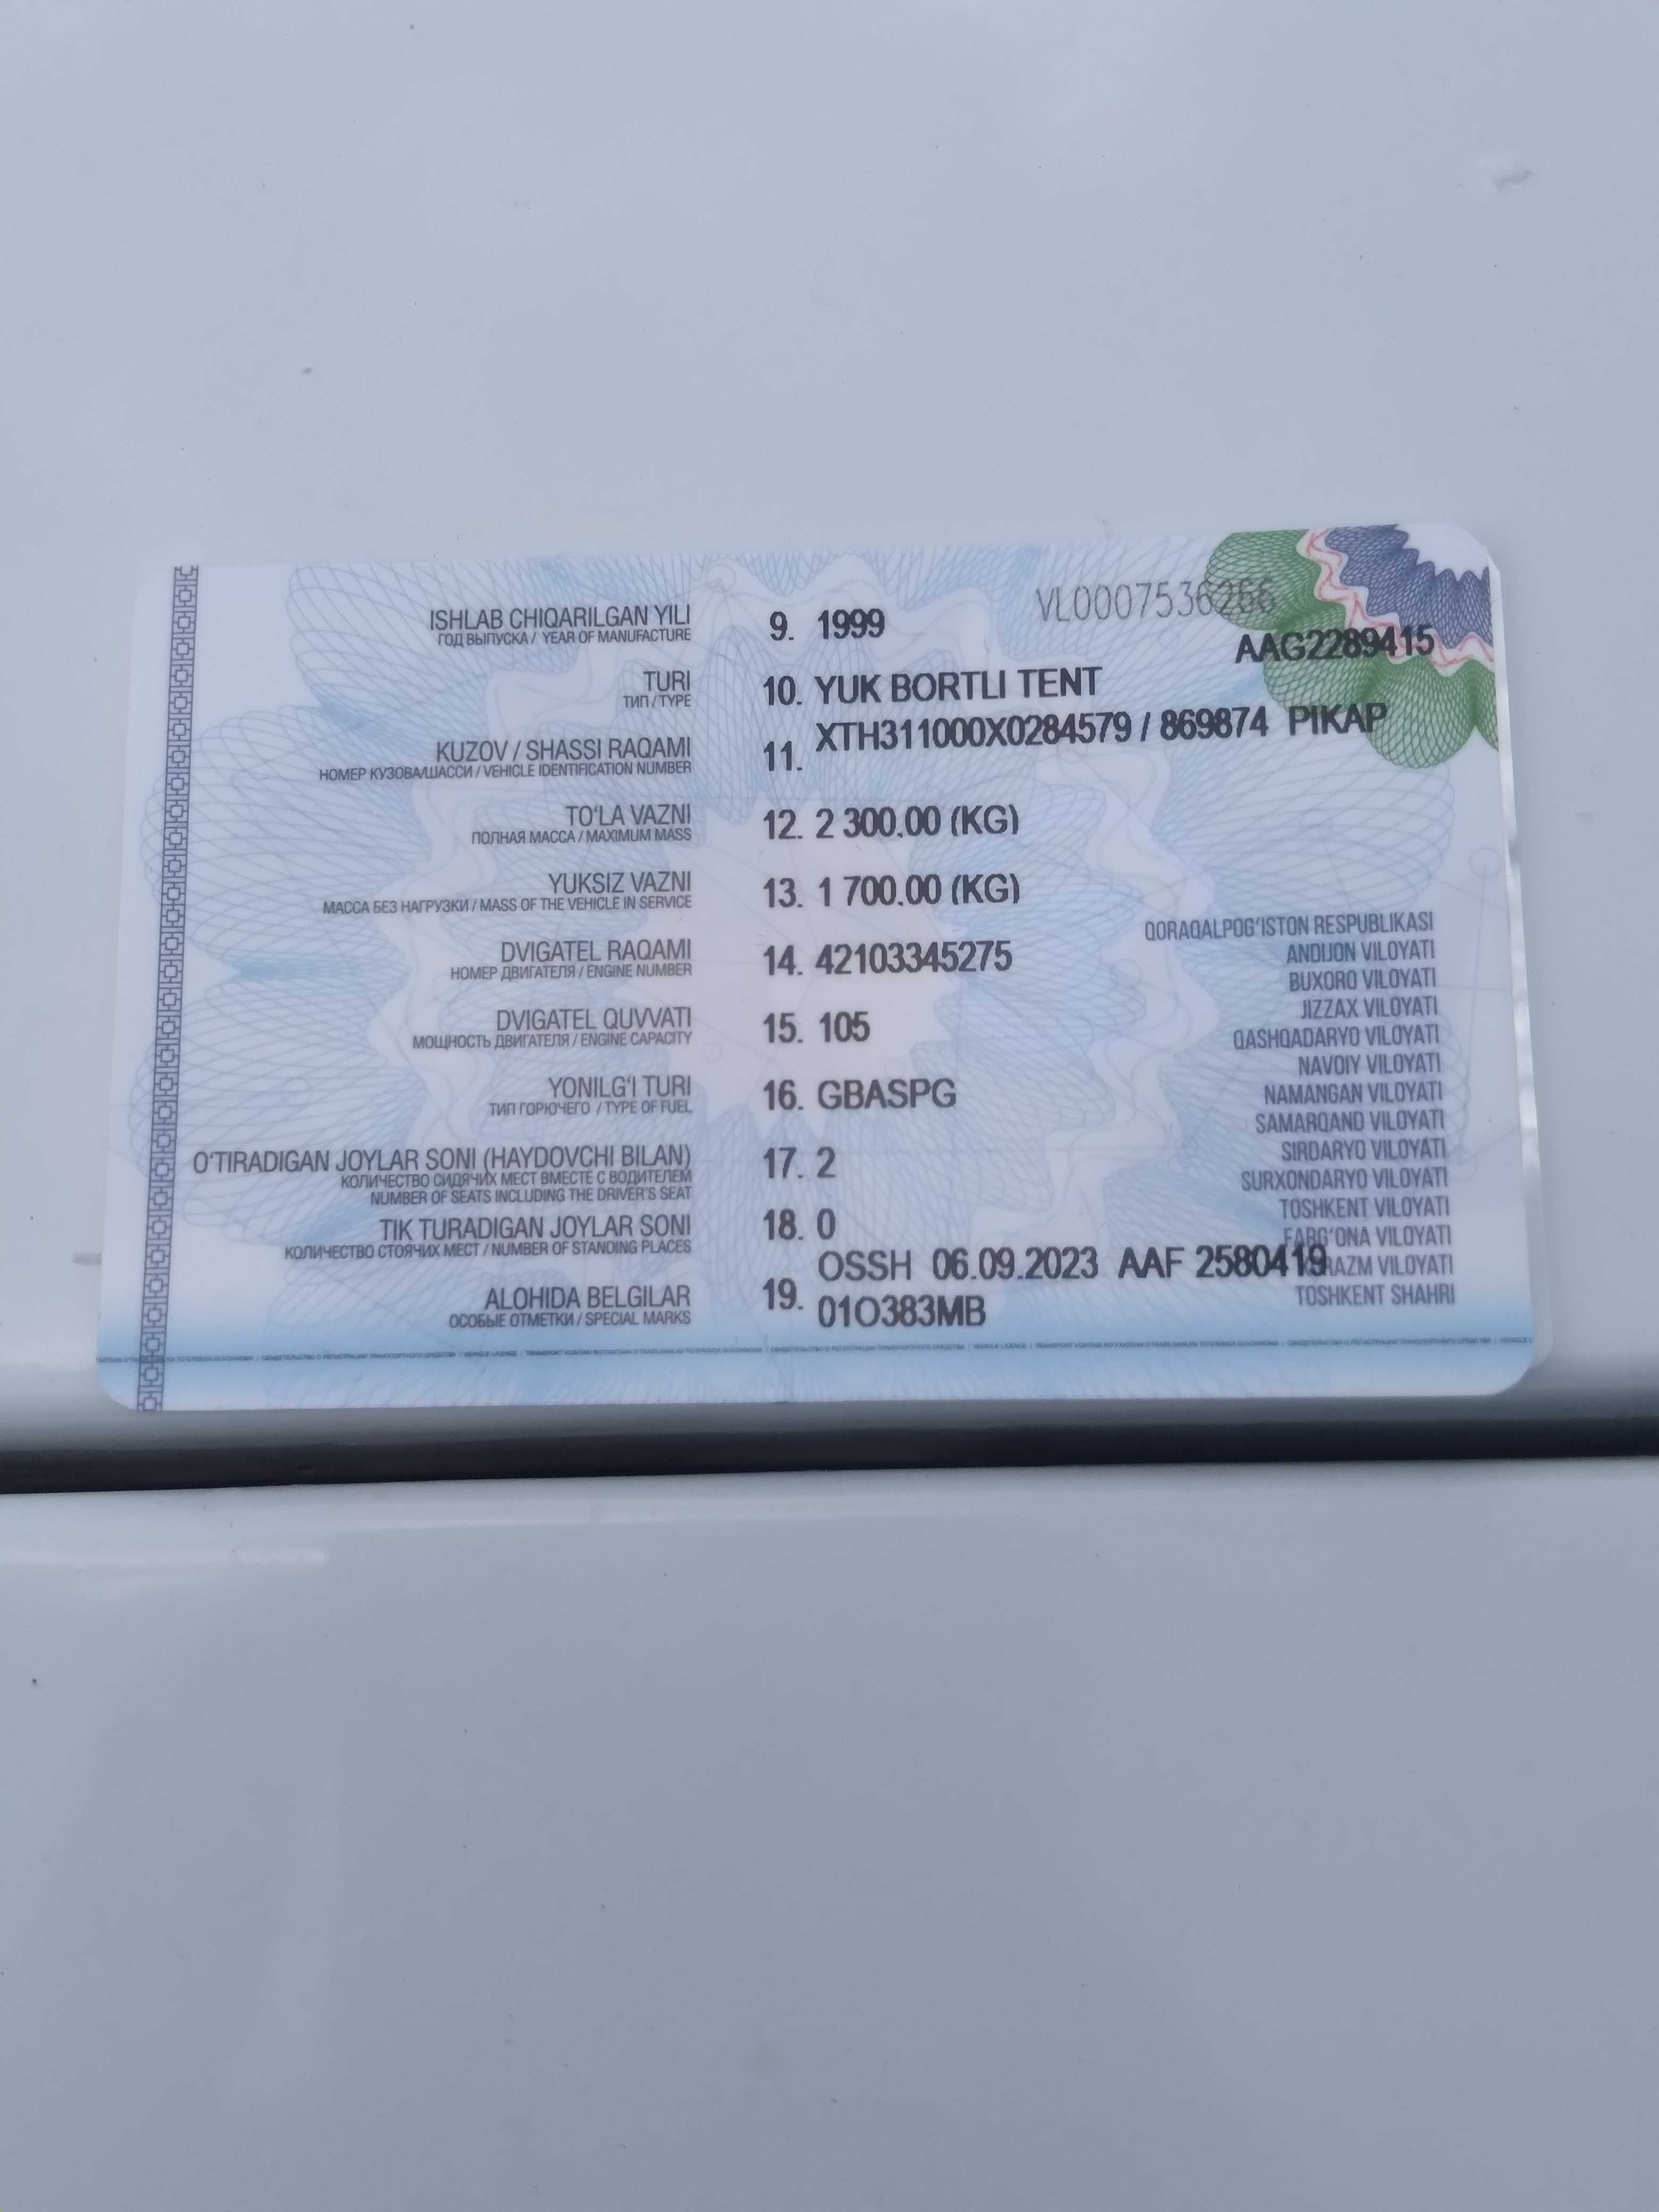 VL0007536266
AAG2289415
ISHLAB CHIQARILGAN YILI 9. 1999
ГОД ВЫПУСКА / YEAR OF MANUFACTURE
TURI 10. YUK BORTLI TENT
ТИП / TYPE
KUZOV / SHASSI RAQAMI 11. XTH311000X0284579 / 869874 PIKAP
НОМЕР КУЗОВА/ШАССИ / VEHICLE IDENTIFICATION NUMBER
TO'LA VAZNI 12. 2 300.00 (KG)
ПОЛНАЯ МАССА / MAXIMUM MASS
YUKSIZ VAZNI 13. 1 700.00 (KG)
МАССА БЕЗ НАГРУЗКИ / MASS OF THE VEHICLE IN SERVICE
DVIGATEL RAQAMI 14. 42103345275
НОМЕР ДВИГАТЕЛЯ / ENGINE NUMBER
DVIGATEL QUVVATI 15. 105
МОЩНОСТЬ ДВИГАТЕЛЯ / ENGINE CAPACITY
YONILG'I TURI 16. GBASPG
ТИП ГОРЮЧЕГО / TYPE OF FUEL
O'TIRADIGAN JOYLAR SONI (HAYDOVCHI BILAN) 17. 2
КОЛИЧЕСТВО СИДЯЧИХ МЕСТ ВМЕСТЕ С ВОДИТЕЛЕМ
NUMBER OF SEATS INCLUDING THE DRIVER'S SEAT
TIK TURADIGAN JOYLAR SONI 18. 0
КОЛИЧЕСТВО СТОЯЧИХ МЕСТ / NUMBER OF STANDING PLACES
OSSH 06.09.2023 AAF 2580419
ALOHIDA BELGILAR 19. 01O383MB
ОСОБЫЕ ОТМЕТКИ / SPECIAL MARKS
QORAQALPOG'ISTON RESPUBLIKASI
ANDIJON VILOYATI
BUXORO VILOYATI
JIZZAX VILOYATI
QASHQADARYO VILOYATI
NAVOIY VILOYATI
NAMANGAN VILOYATI
SAMARQAND VILOYATI
SIRDARYO VILOYATI
SURXONDARYO VILOYATI
TOSHKENT VILOYATI
FARG'ONA VILOYATI
VILOYATI
TOSHKENT SHAHRI